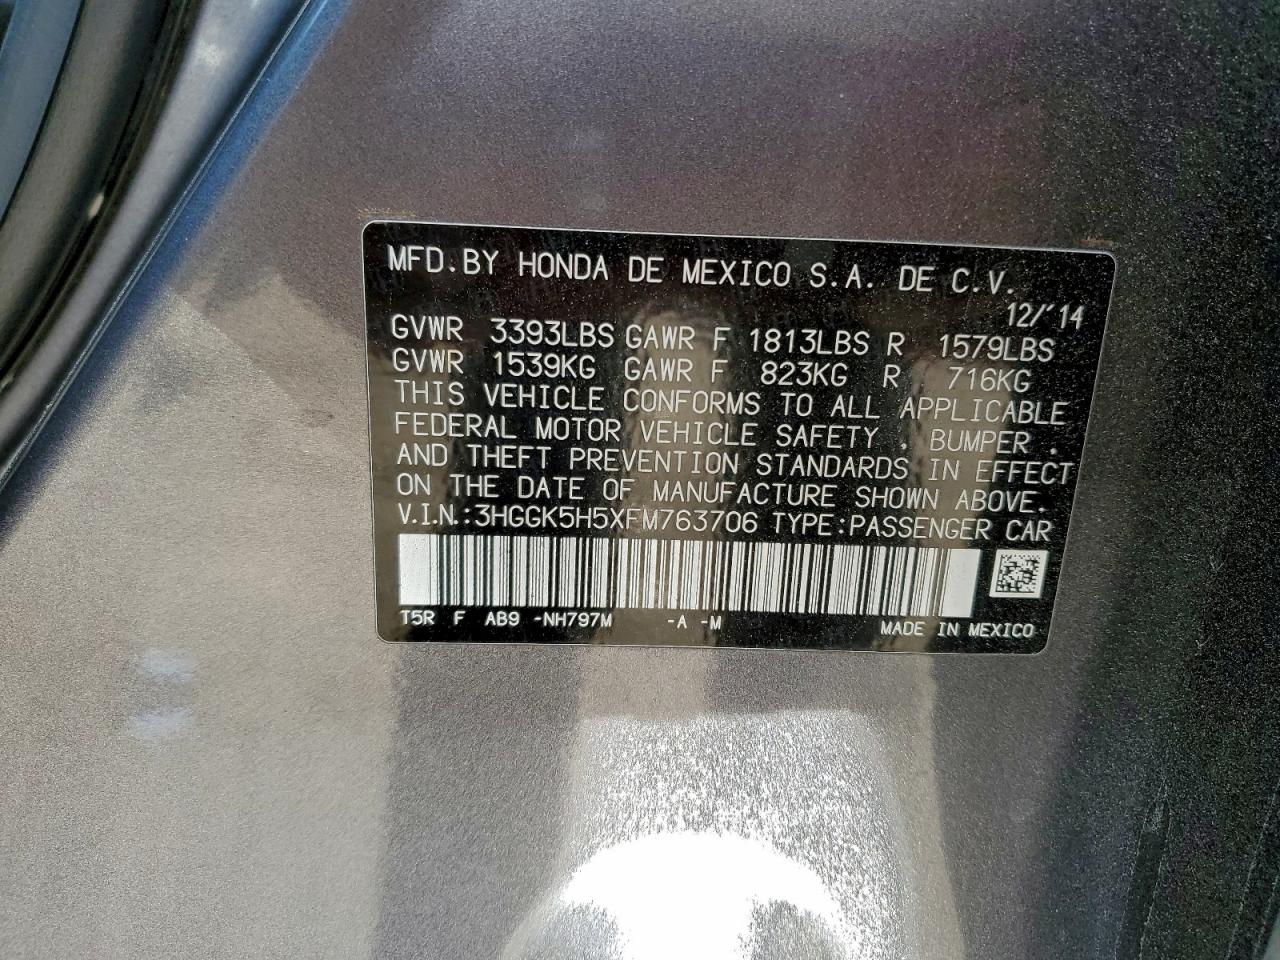 MFD.BY HONDA DE MEXICO S.A. DE C.V.
12/'14
GVWR 3393LBS GAWR F 1813LBS R 1579LBS
GVWR 1539KG GAWR F 823KG R 716KG
THIS VEHICLE CONFORMS TO ALL APPLICABLE
FEDERAL MOTOR VEHICLE SAFETY , BUMPER .
AND THEFT PREVENTION STANDARDS IN EFFECT
ON THE DATE OF MANUFACTURE SHOWN ABOVE.
V.I.N.:3HGGK5H5XFM763706 TYPE:PASSENGER CAR
T5R F AB9 -NH797M -A -M MADE IN MEXICO